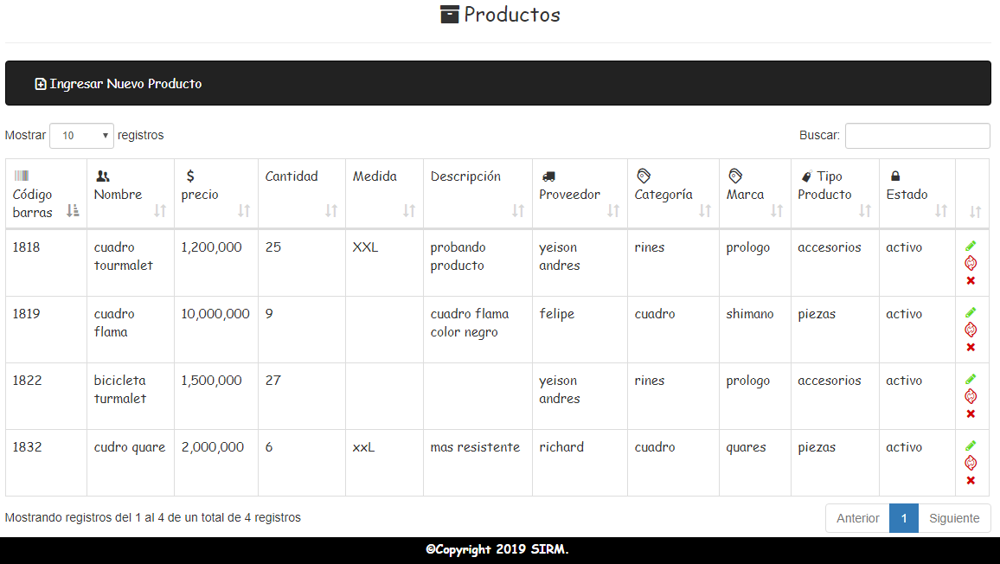 Productos
Ingresar Nuevo Producto
Mostrar 10 registros
Buscar:
Código barras Nombre $ precio Cantidad Medida Descripción Proveedor Categoría Marca Tipo Producto Estado
1818 cuadro tourmalet 1,200,000 25 XXL probando producto yeison andres rines prologo accesorios activo
1819 cuadro flama 10,000,000 9 cuadro flama color negro felipe cuadro shimano piezas activo
1822 bicicleta turmalet 1,500,000 27 yeison andres rines prologo accesorios activo
1832 cudro quare 2,000,000 6 xxL mas resistente richard cuadro quares piezas activo
Mostrando registros del 1 al 4 de un total de 4 registros
Anterior 1 Siguiente
©Copyright 2019 SIRM.